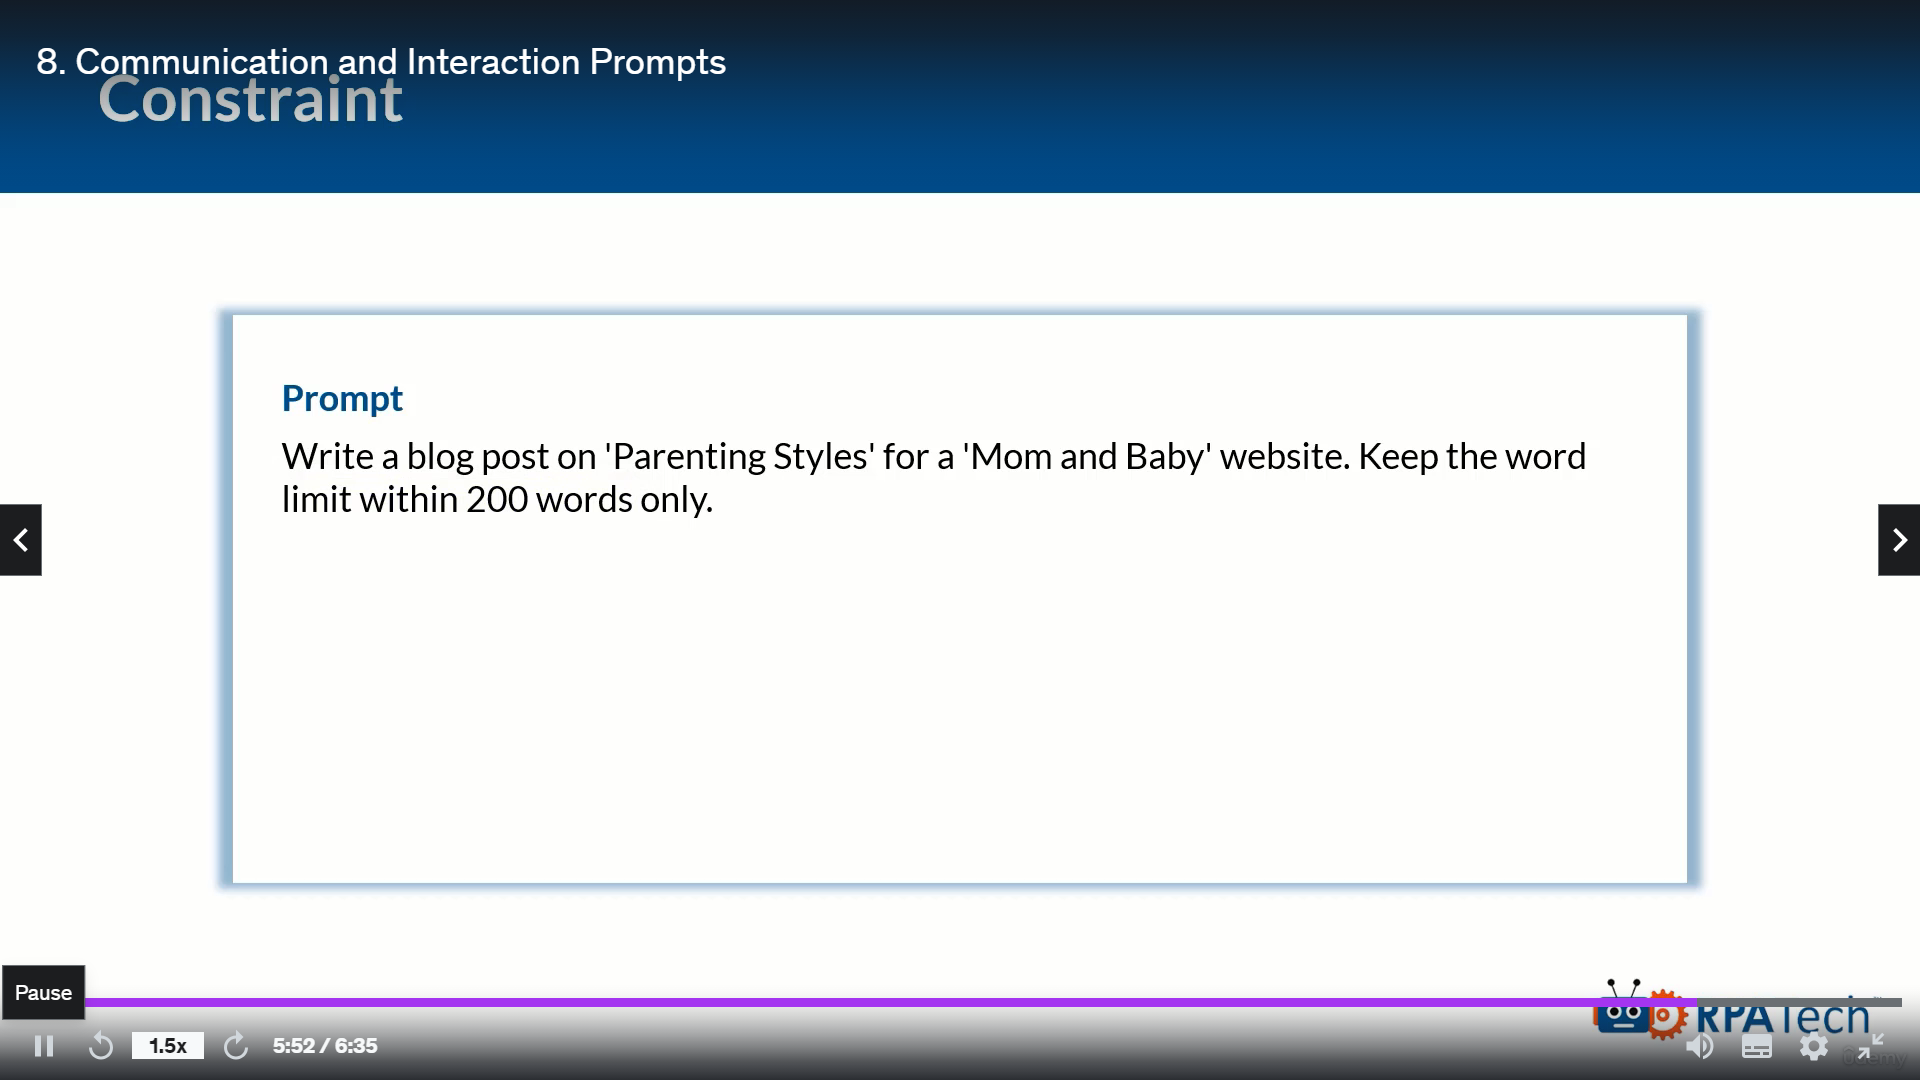 8. Communication and Interaction Prompts
Constraint
Prompt
Write a blog post on 'Parenting Styles' for a 'Mom and Baby' website. Keep the word
limit within 200 words only.
Pause
RPATech
1.5x
5:52 / 6:35
ûdemy